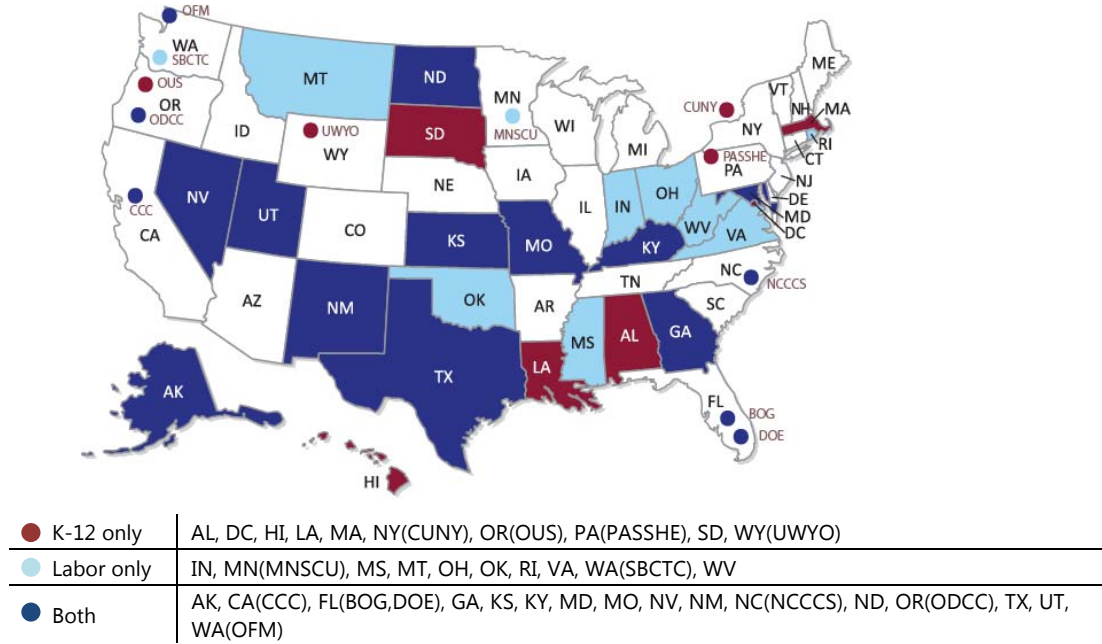 OFM
WA
SBCTC
OUS
OR
ODCC
ID
MT
ND
MN
MNSCU
SD
UWYO
WY
WI
MI
CUNY
NY
VT
ME
NH
MA
RI
CT
PASSHE
PA
NJ
DE
MD
DC
CCC
CA
NV
UT
CO
NE
IA
IL
IN
OH
WV
VA
KS
MO
KY
NC
NCCCS
TN
SC
AZ
NM
OK
AR
MS
AL
GA
LA
TX
FL
BOG
DOE
AK
HI
K-12 only AL, DC, HI, LA, MA, NY(CUNY), OR(OUS), PA(PASSHE), SD, WY(UWYO)
Labor only IN, MN(MNSCU), MS, MT, OH, OK, RI, VA, WA(SBCTC), WV
Both AK, CA(CCC), FL(BOG,DOE), GA, KS, KY, MD, MO, NV, NM, NC(NCCCS), ND, OR(ODCC), TX, UT,
WA(OFM)